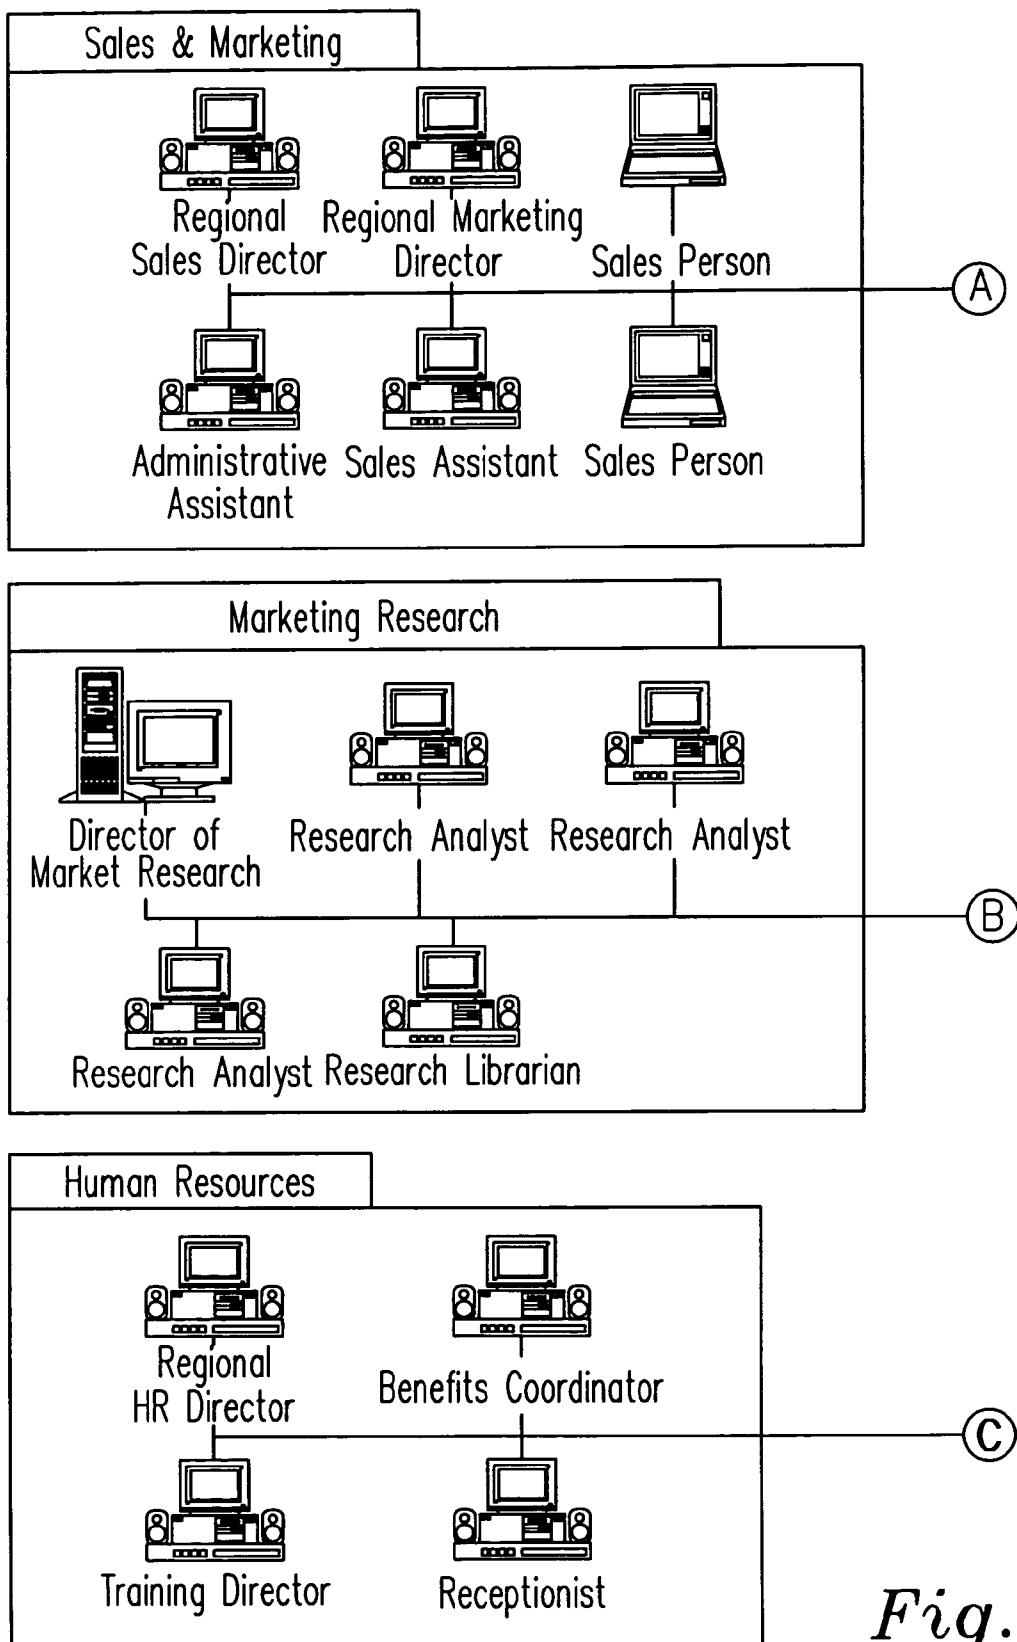 Sales & Marketing
Regional
Sales Director
Regional Marketing
Director
Sales Person
A
Administrative
Assistant
Sales Assistant
Sales Person
Marketing Research
Director of
Market Research
Research Analyst
Research Analyst
B
Research Analyst
Research Librarian
Human Resources
Regional
HR Director
Benefits Coordinator
C
Training Director
Receptionist
Fig.